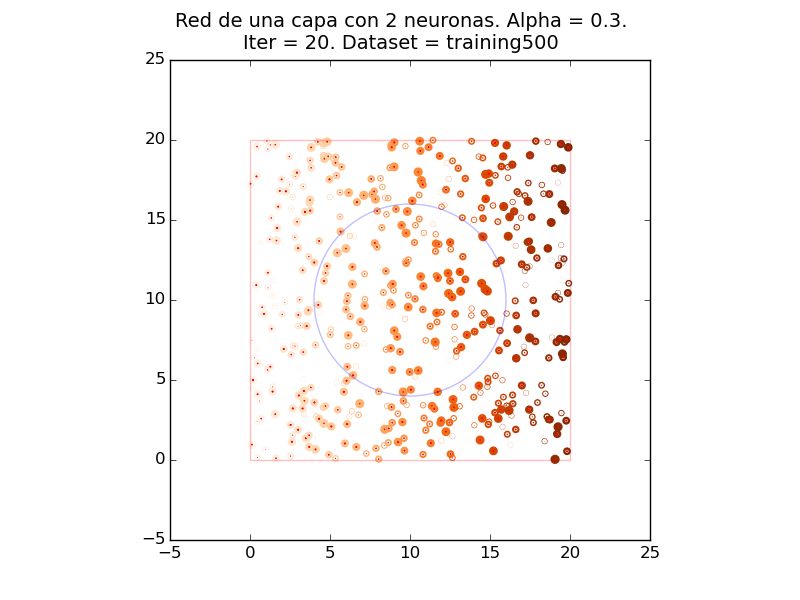 Red de una capa con 2 neuronas. Alpha = 0.3.
Iter = 20. Dataset = training500
25
20
15
10
5
0
−5
−5 0 5 10 15 20 25